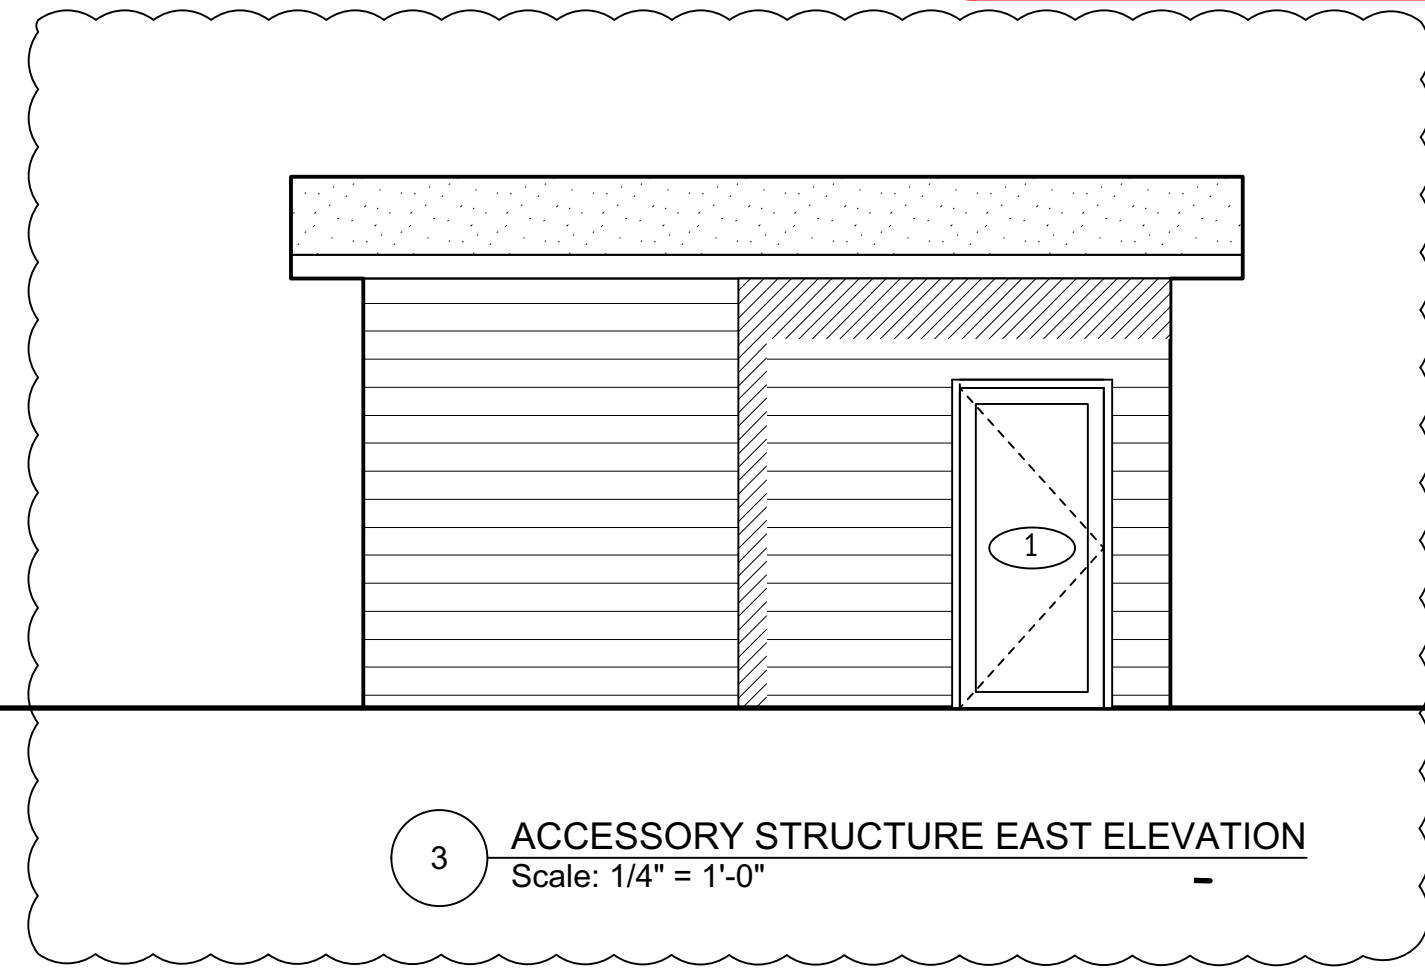 1
3
ACCESSORY STRUCTURE EAST ELEVATION
Scale: 1/4" = 1'-0"